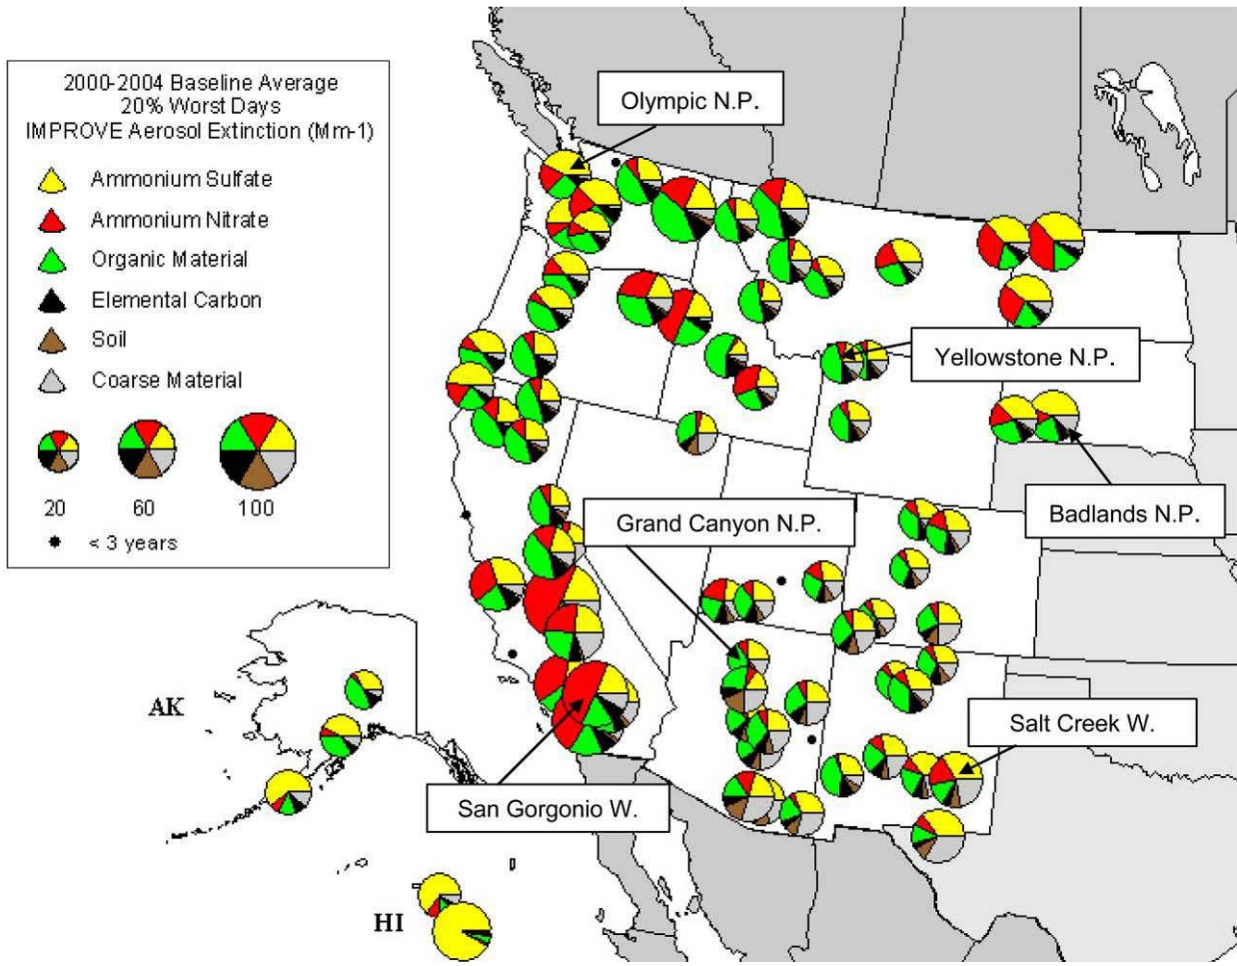 2000-2004 Baseline Average
20% Worst Days
IMPROVE Aerosol Extinction (Mm-1)
Ammonium Sulfate
Ammonium Nitrate
Organic Material
Elemental Carbon
Soil
Coarse Material
20 60 100
< 3 years
Olympic N.P.
Yellowstone N.P.
Badlands N.P.
Grand Canyon N.P.
Salt Creek W.
San Gorgonio W.
AK
HI